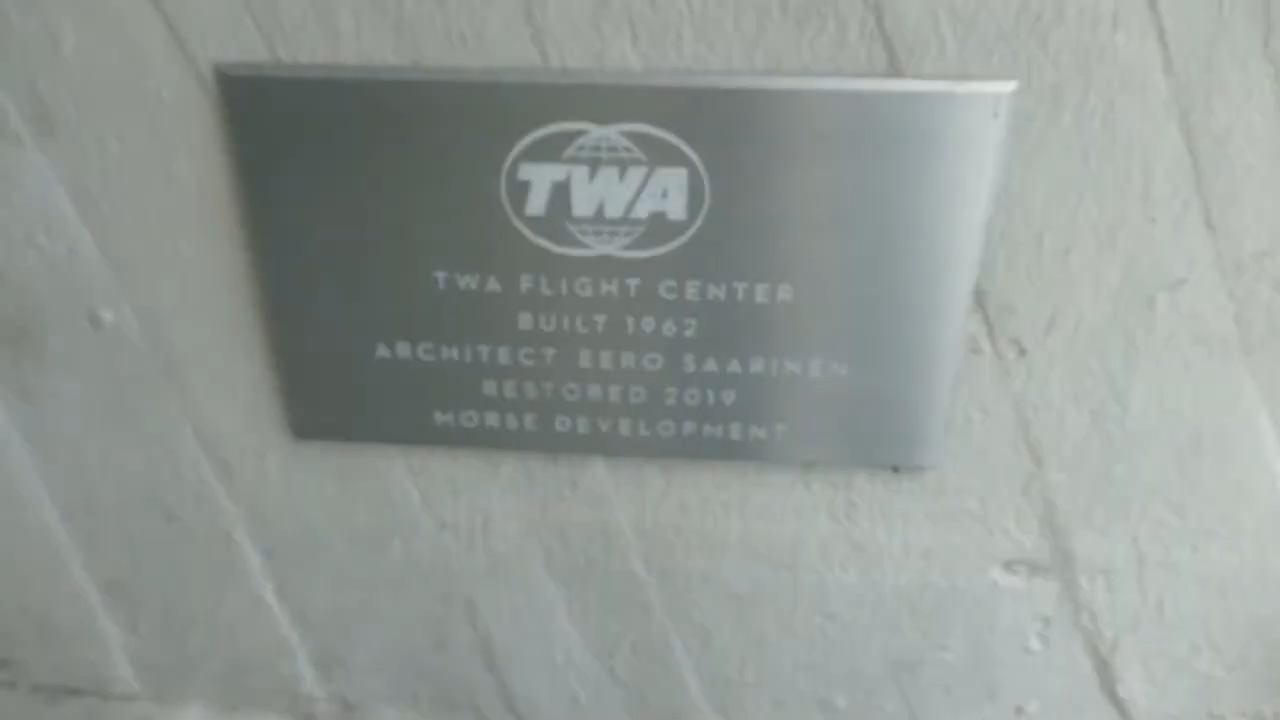 TWA
TWA FLIGHT CENTER
BUILT 1962
ARCHITECT EERO SAARINEN
RESTORED 2019
MORSE DEVELOPMENT